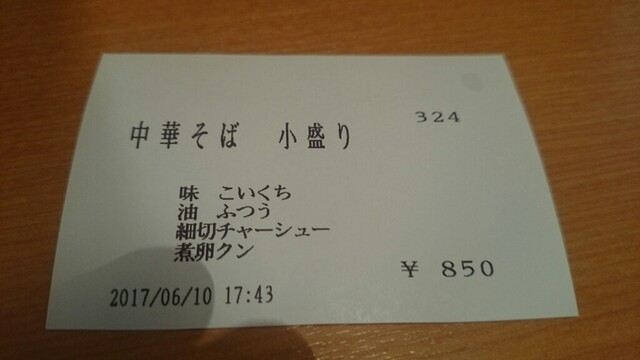 324
中華そば 小盛り
味 こいくち
油 ふつう
細切チャーシュー
煮卵クン
¥ 850
2017/06/10 17:43